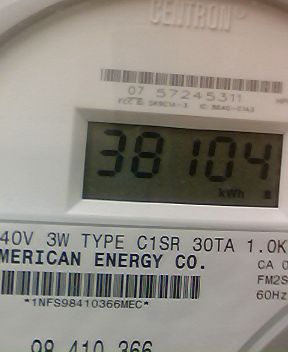 CENTRON®
07 57245311
38104
kWh
40V 3W TYPE C1SR 30TA 1.0K
MERICAN ENERGY CO.
CA 0
FM2S
60Hz
*1NFS98410366MEC*
98 410 366